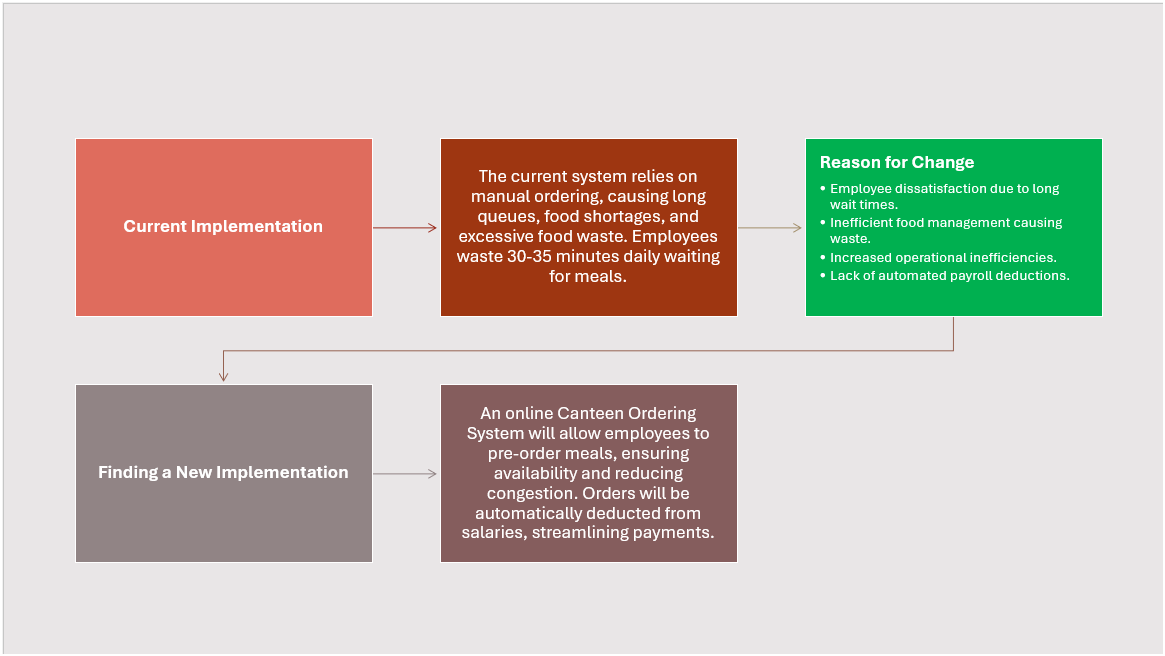 Current Implementation
The current system relies on
manual ordering, causing long
queues, food shortages, and
excessive food waste. Employees
waste 30-35 minutes daily waiting
for meals.
Reason for Change
• Employee dissatisfaction due to long
wait times.
• Inefficient food management causing
waste.
• Increased operational inefficiencies.
• Lack of automated payroll deductions.
Finding a New Implementation
An online Canteen Ordering
System will allow employees to
pre-order meals, ensuring
availability and reducing
congestion. Orders will be
automatically deducted from
salaries, streamlining payments.